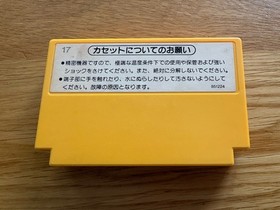 17
カセットについてのお願い
●精密機器ですので、極端な温度条件下での使用や保管および強い
ショックをさけてください。また、絶対に分解しないでください。
●端子部に手を触れたり、水にぬらしたりして汚さないようにして
ください。故障の原因となります。